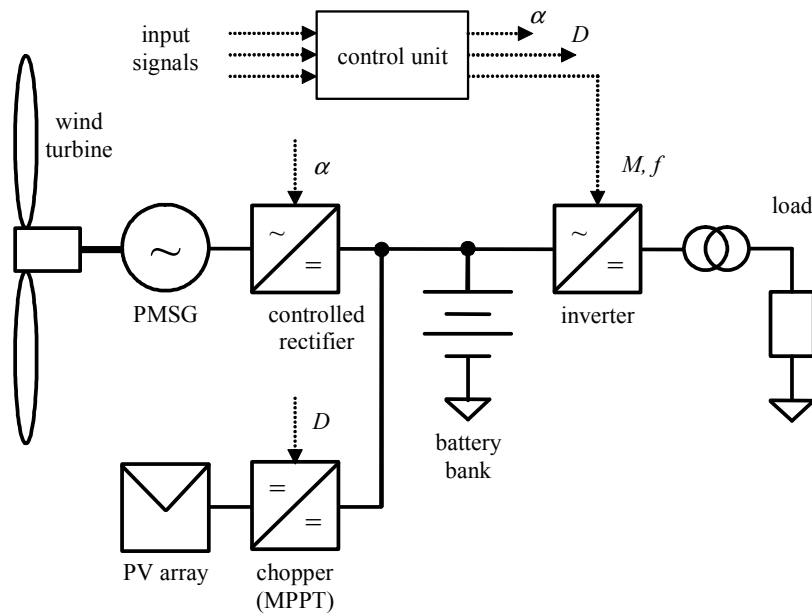 input
signals
control unit
α
D
wind
turbine
α
M, f
load
~
~
=
~
=
PMSG
controlled
rectifier
inverter
D
battery
bank
=
=
PV array
chopper
(MPPT)